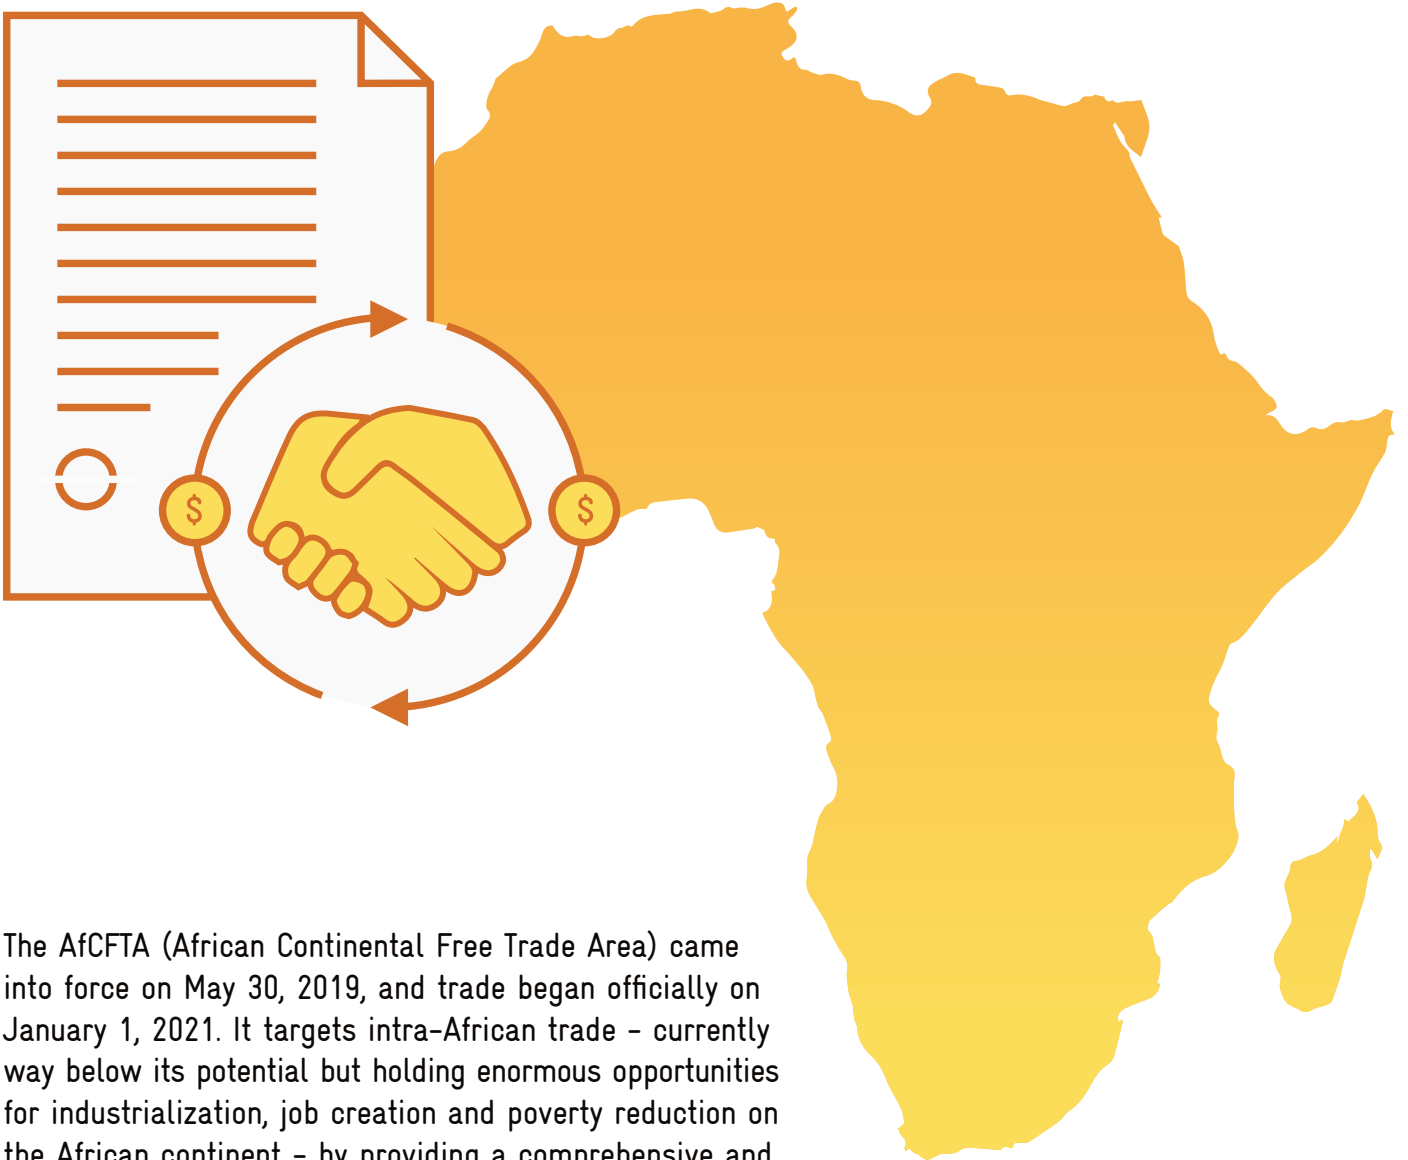 $ $
The AfCFTA (African Continental Free Trade Area) came
into force on May 30, 2019, and trade began officially on
January 1, 2021. It targets intra-African trade - currently
way below its potential but holding enormous opportunities
for industrialization, job creation and poverty reduction on
the African continent - by providing a comprehensive and